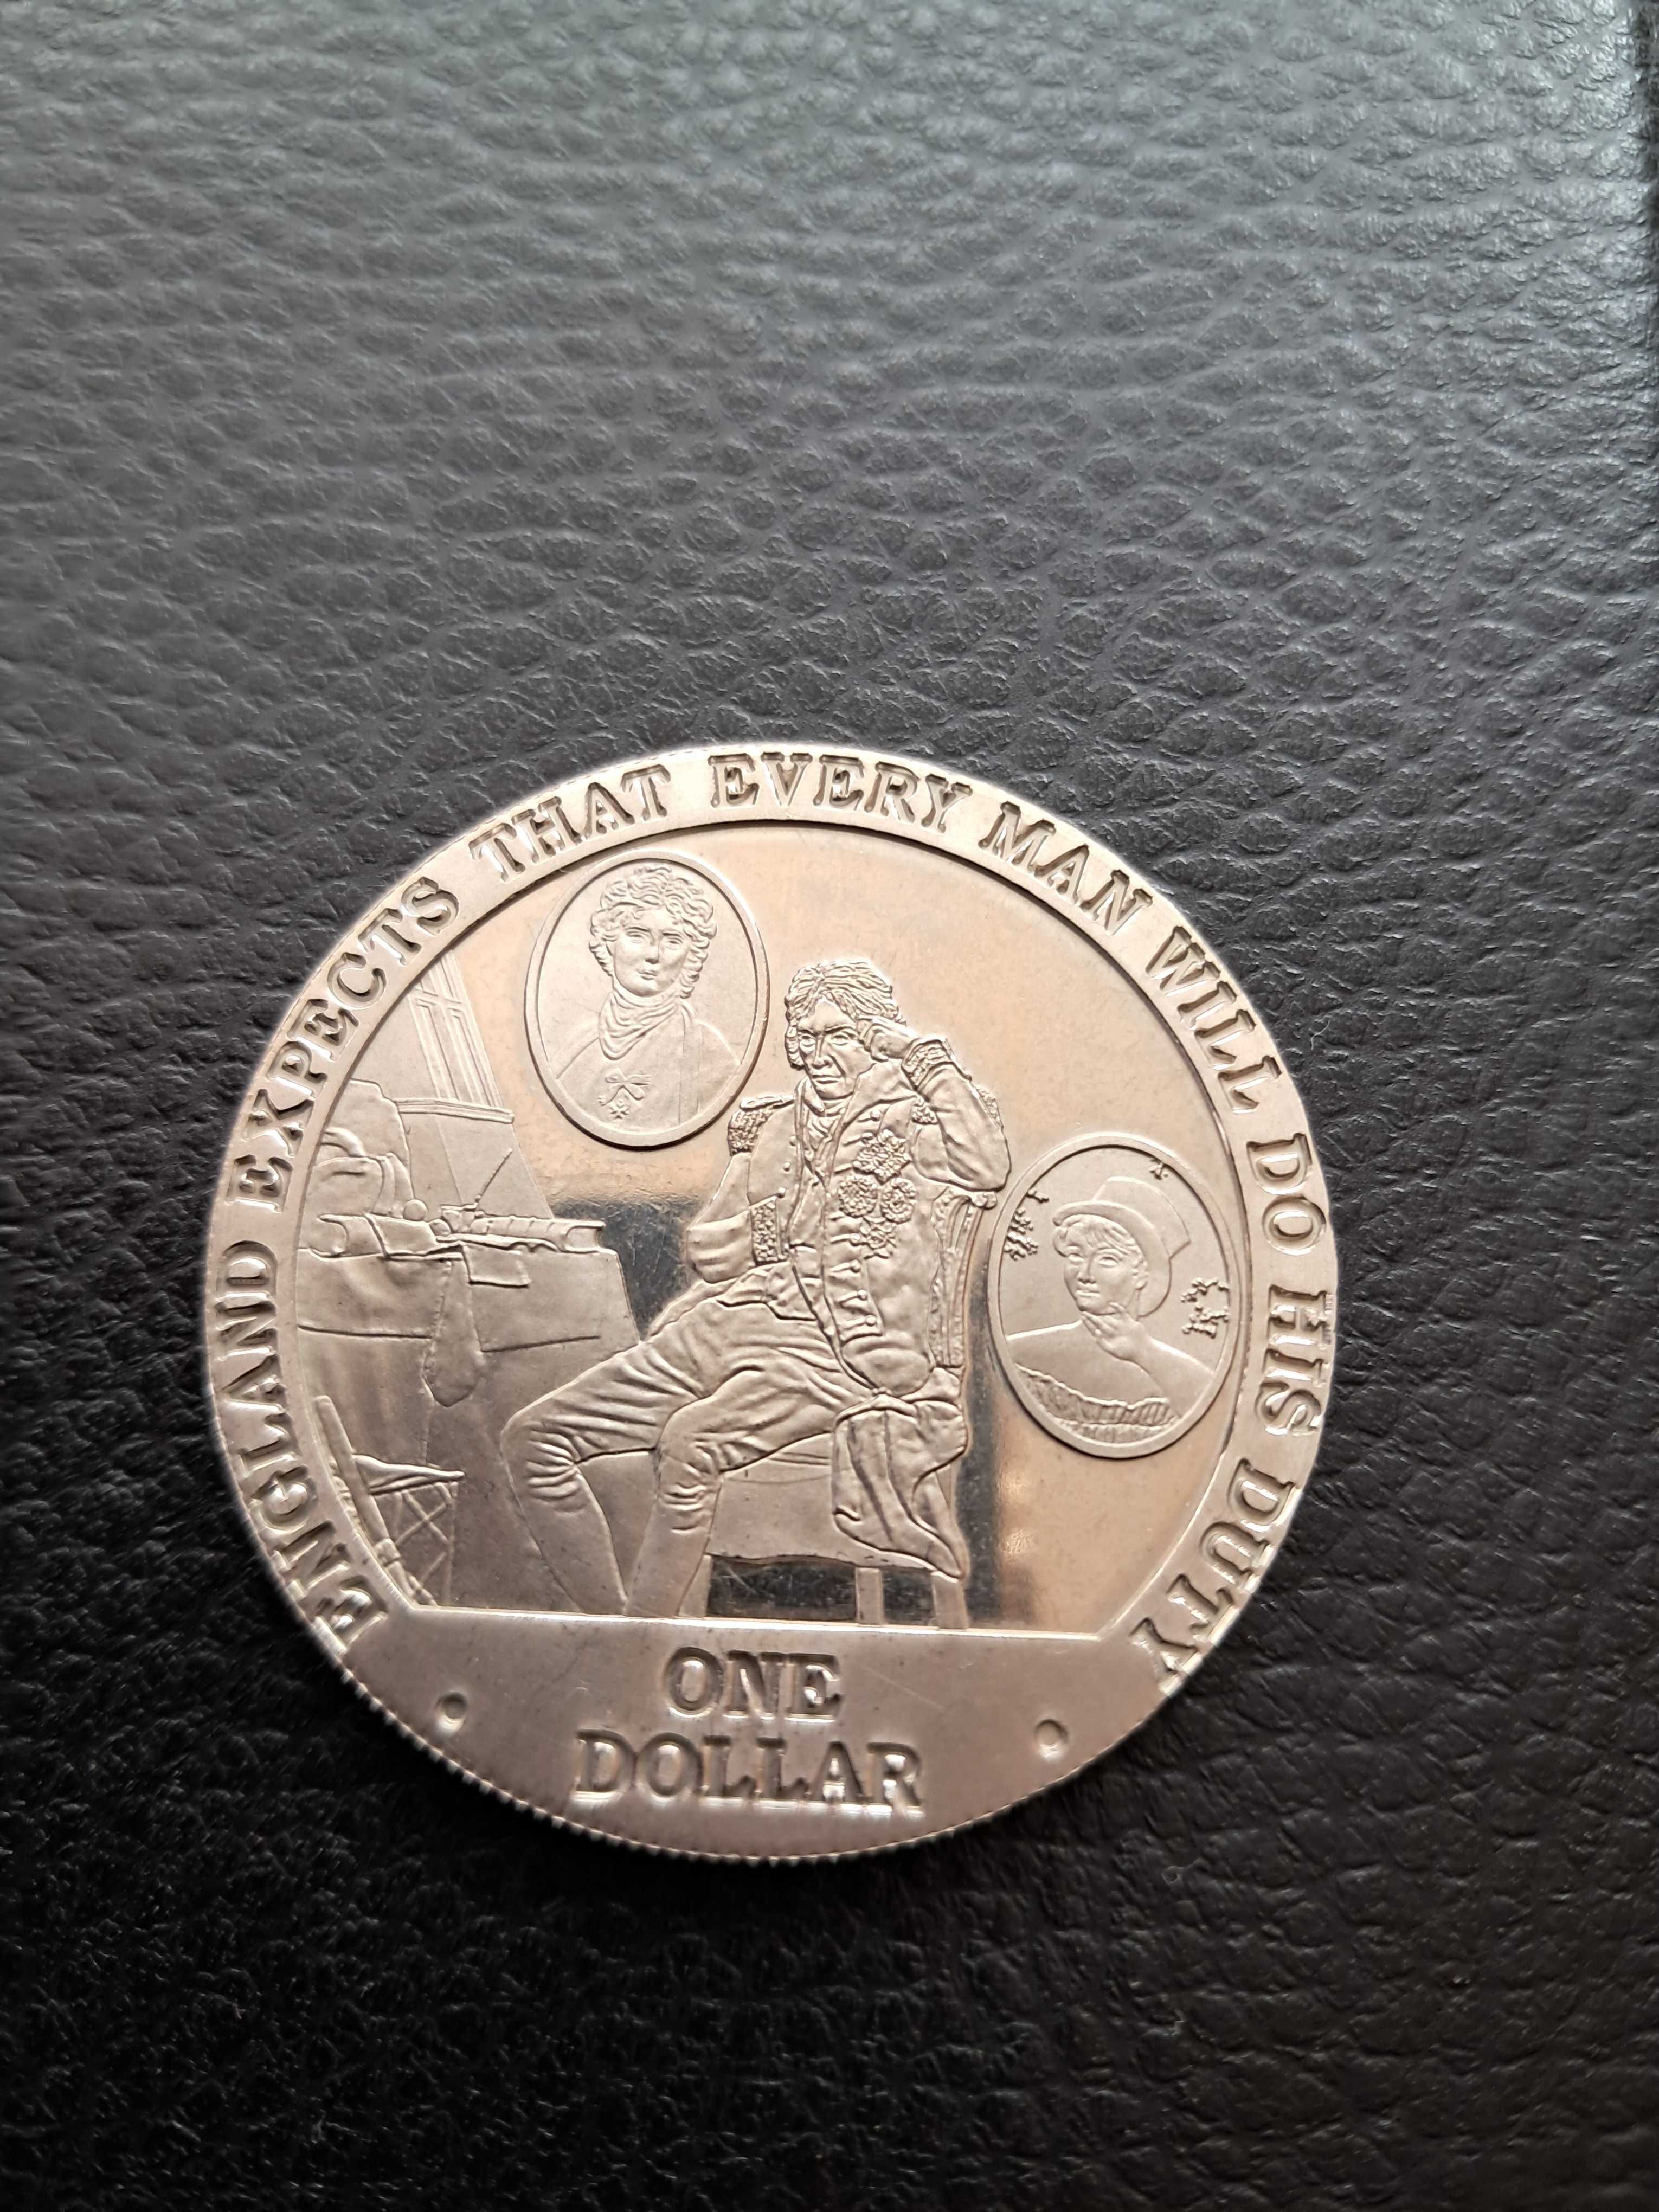 ENGLAND EXPECTS THAT EVERY MAN WILL DO HIS DUTY
ONE
DOLLAR